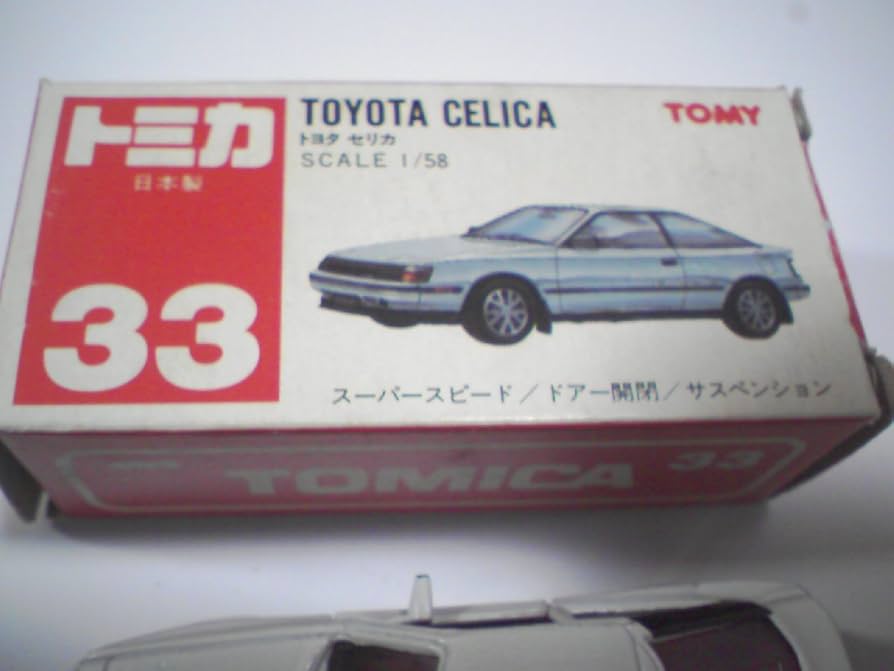 トミカ
日本製
33
TOYOTA CELICA
トヨタ セリカ
SCALE 1/58
TOMY
スーパースピード／ドアー開閉／サスペンション
TOMICA 33